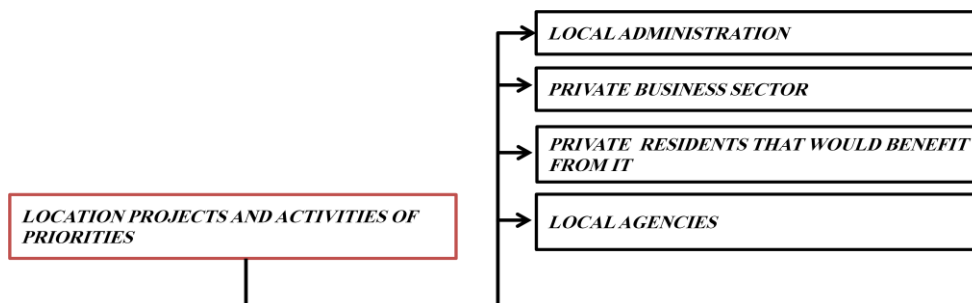 LOCAL ADMINISTRATION
PRIVATE BUSINESS SECTOR
PRIVATE RESIDENTS THAT WOULD BENEFIT
FROM IT
LOCATION PROJECTS AND ACTIVITIES OF
PRIORITIES
LOCAL AGENCIES